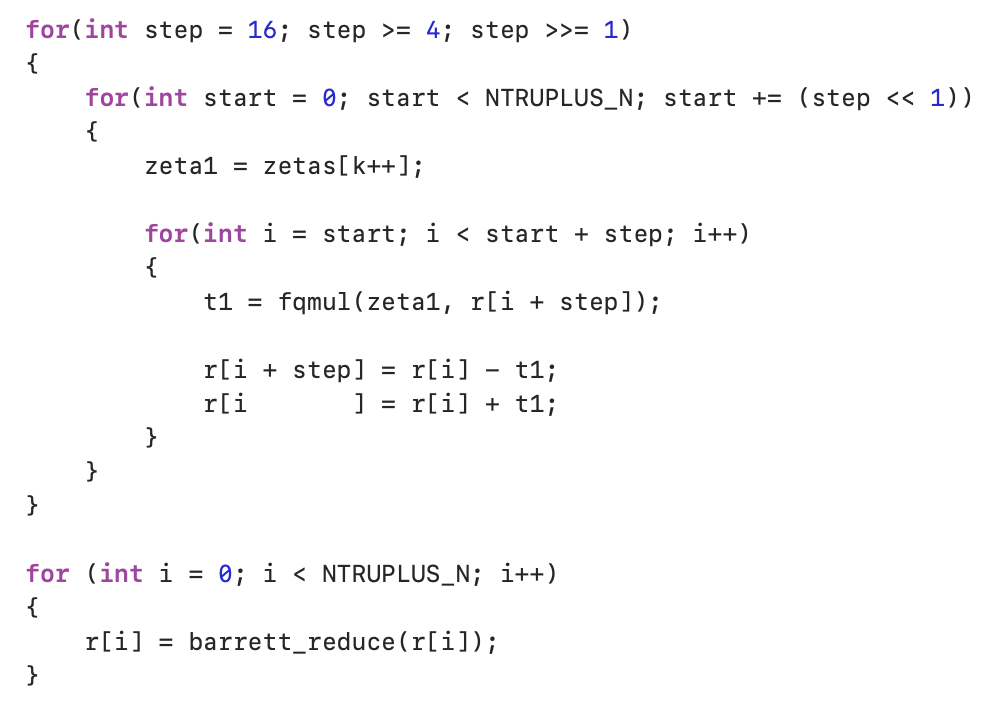 for(int step = 16; step >= 4; step >>= 1)
{
    for(int start = 0; start < NTRUPLUS_N; start += (step << 1))
    {
        zeta1 = zetas[k++];

        for(int i = start; i < start + step; i++)
        {
            t1 = fqmul(zeta1, r[i + step]);

            r[i + step] = r[i] - t1;
            r[i       ] = r[i] + t1;
        }
    }
}

for (int i = 0; i < NTRUPLUS_N; i++)
{
    r[i] = barrett_reduce(r[i]);
}